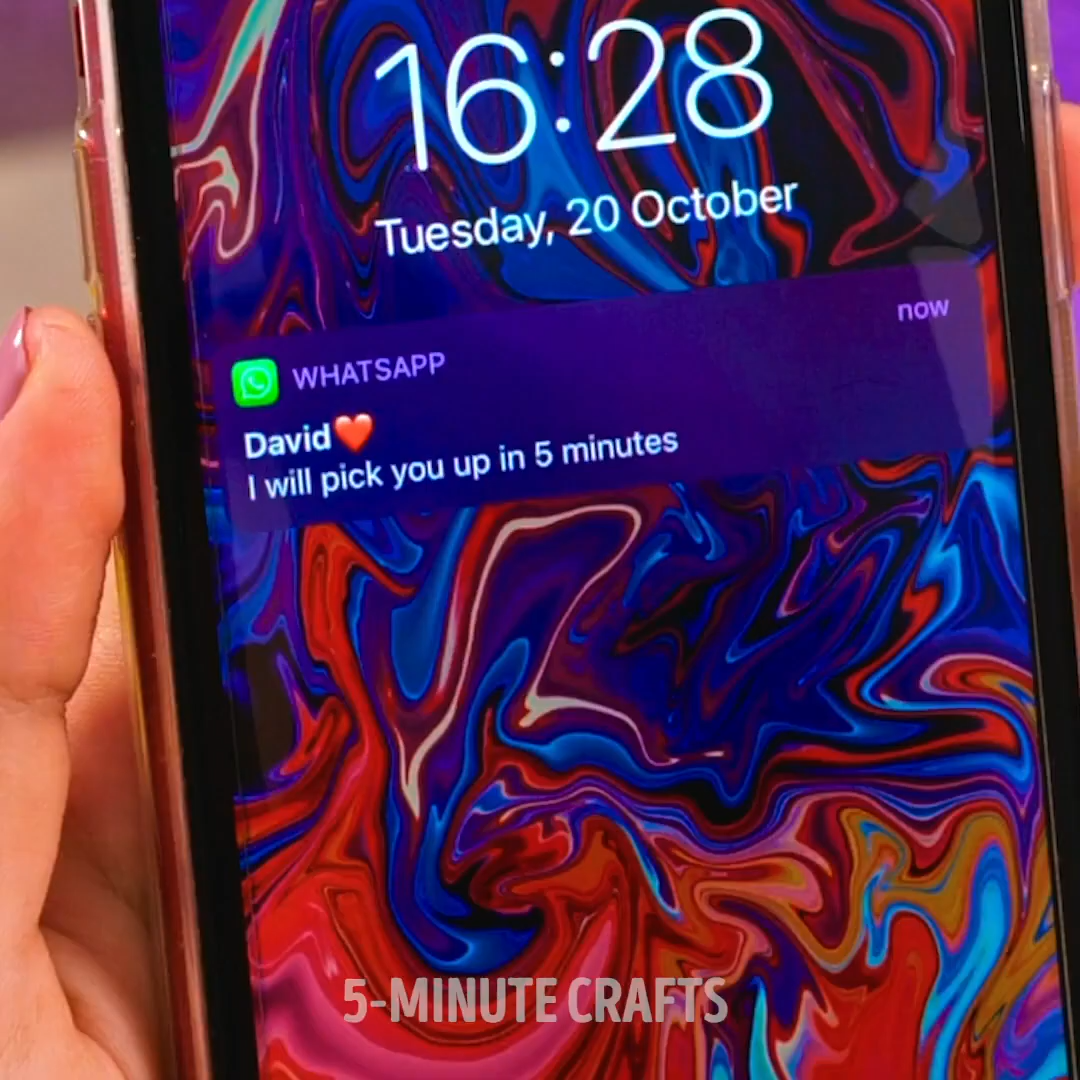 16:28
Tuesday, 20 October
now
WHATSAPP
David❤️
I will pick you up in 5 minutes
5-MINUTE CRAFTS